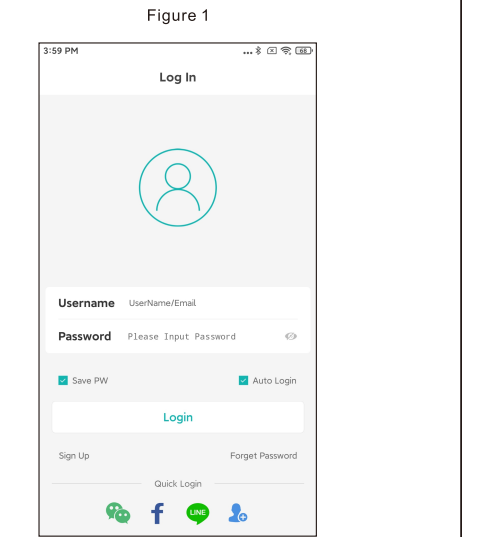 Figure 1
3:59 PM ... 68
Log In
Username UserName/Email
Password Please Input Password
Save PW Auto Login
Login
Sign Up Forget Password
Quick Login
f LINE